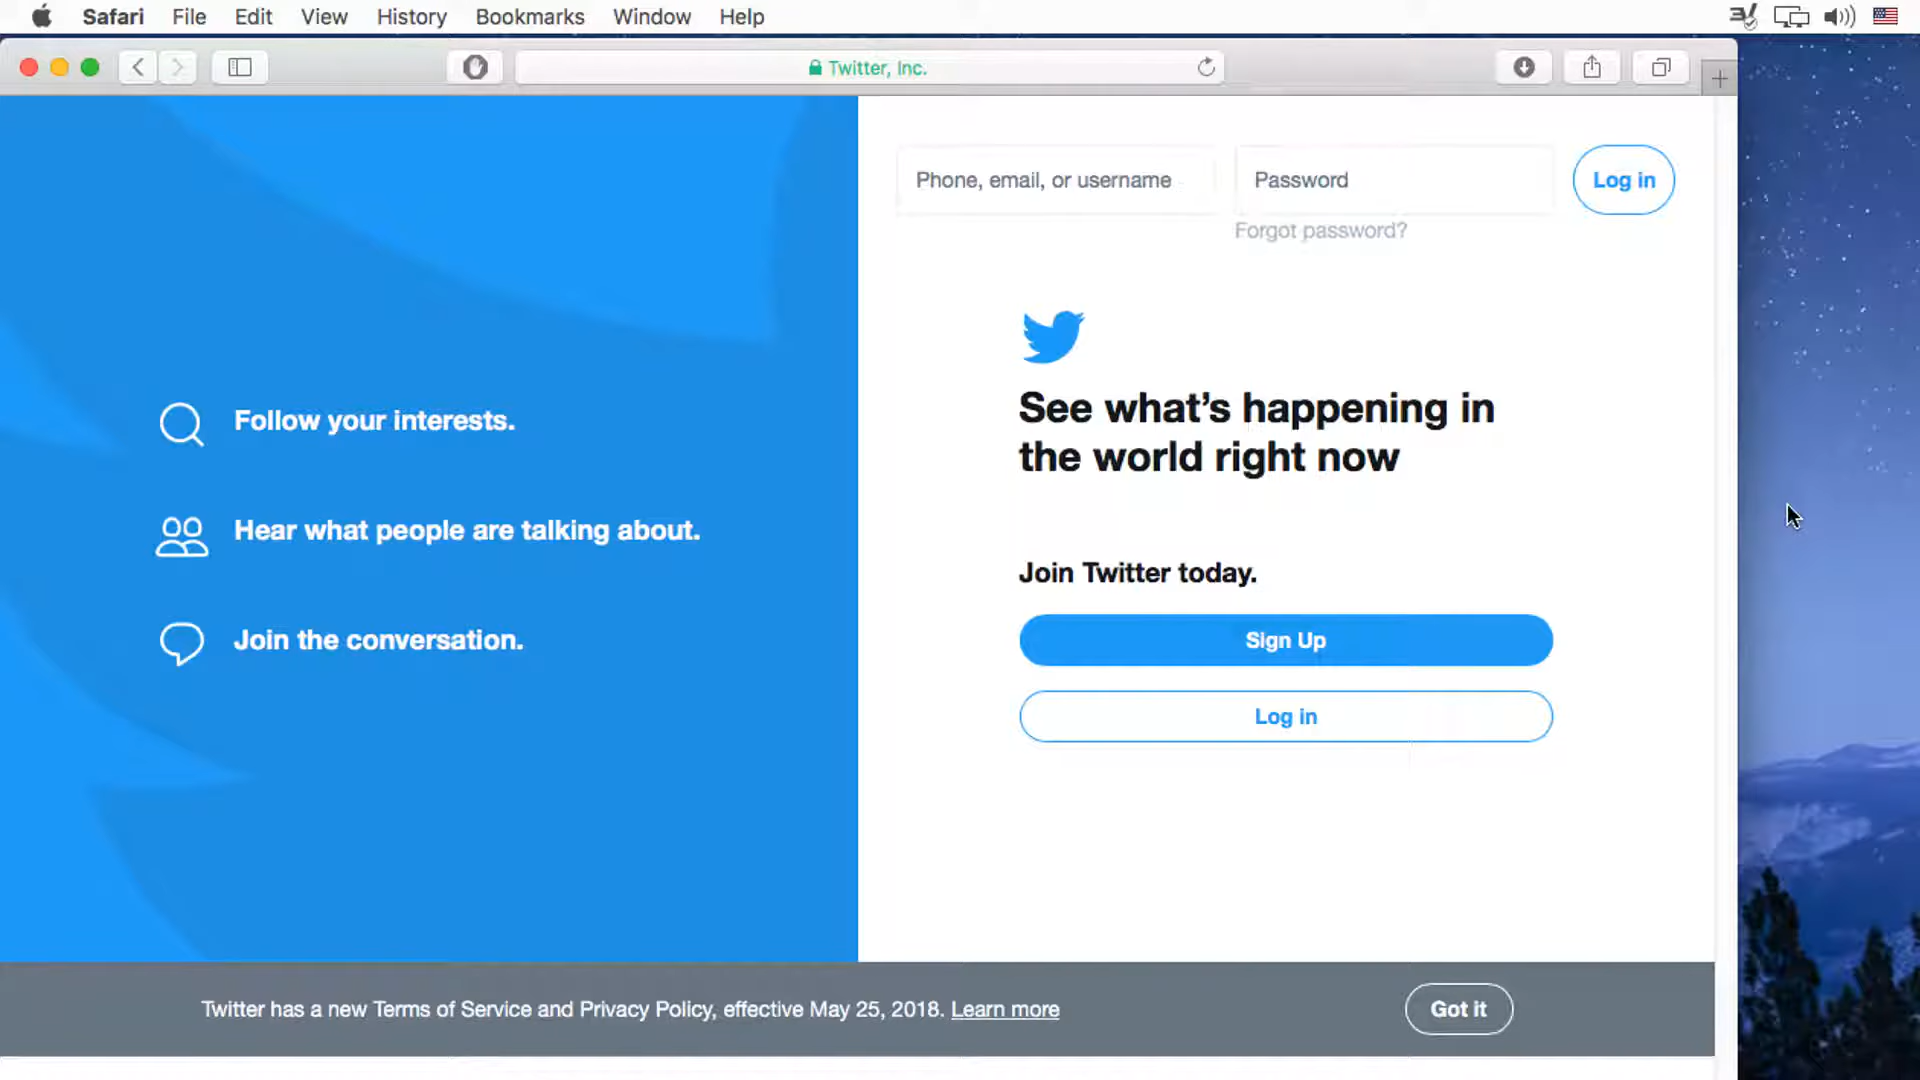 Safari File Edit View History Bookmarks Window Help
Twitter, Inc.
Phone, email, or username
Password
Log in
Forgot password?
See what’s happening in
the world right now
Follow your interests.
Hear what people are talking about.
Join the conversation.
Join Twitter today.
Sign Up
Log in
Twitter has a new Terms of Service and Privacy Policy, effective May 25, 2018. Learn more
Got it